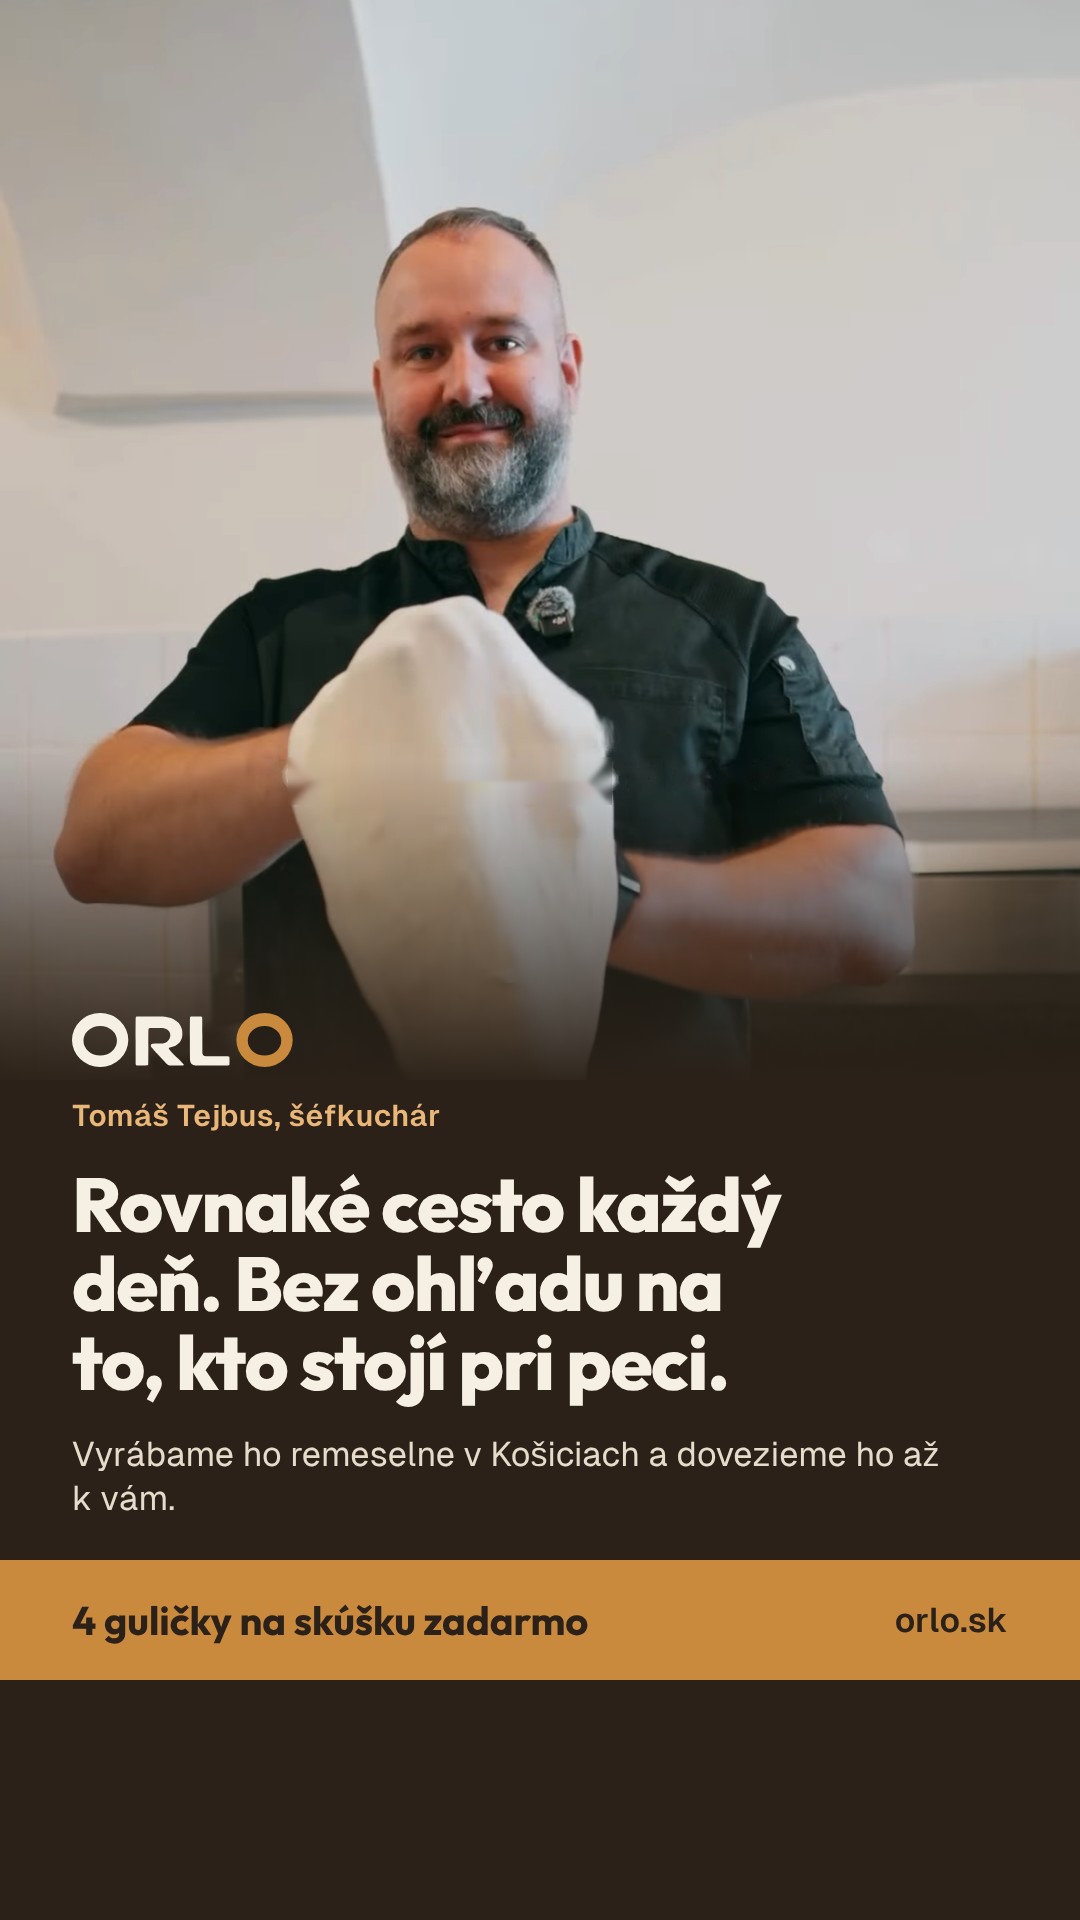 ORLO
Tomáš Tejbus, šéfkuchár
Rovnaké cesto každý
deň. Bez ohľadu na
to, kto stojí pri peci.
Vyrábame ho remeselne v Košiciach a dovezieme ho až
k vám.
4 guličky na skúšku zadarmo
orlo.sk